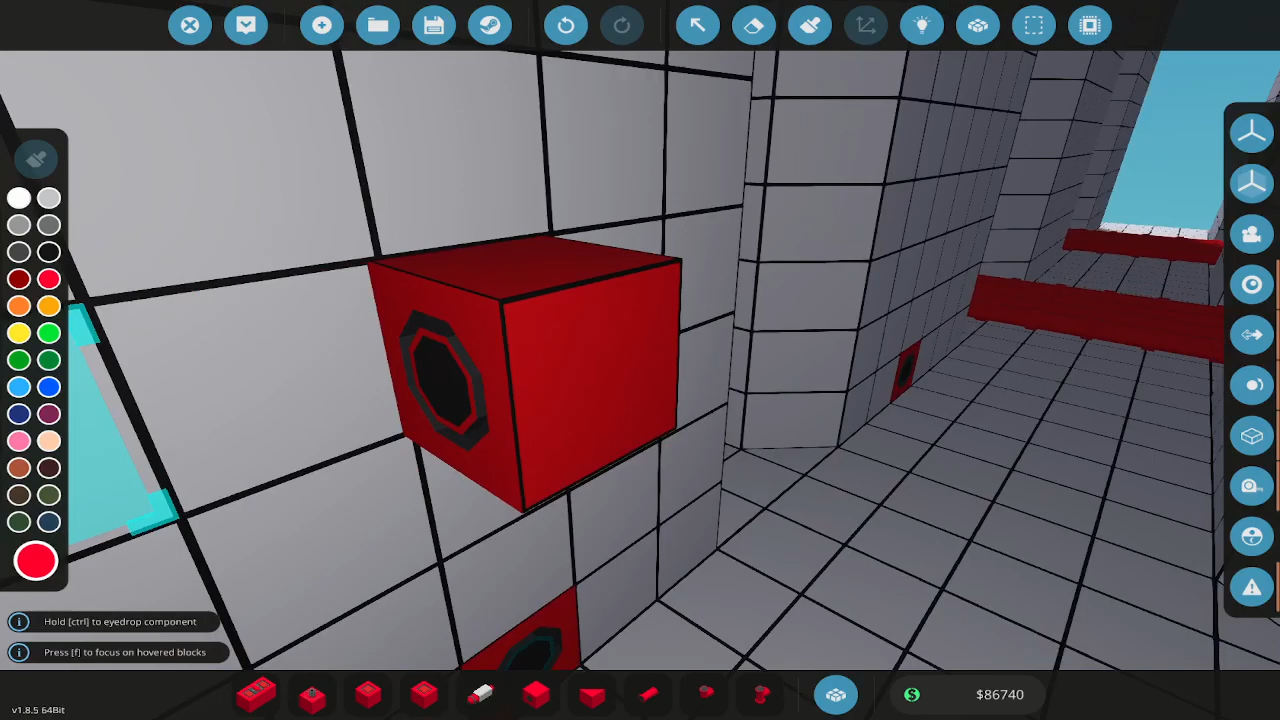 Hold [ctrl] to eyedrop component
Press [f] to focus on hovered blocks
$86740
v1.8.5 64Bit